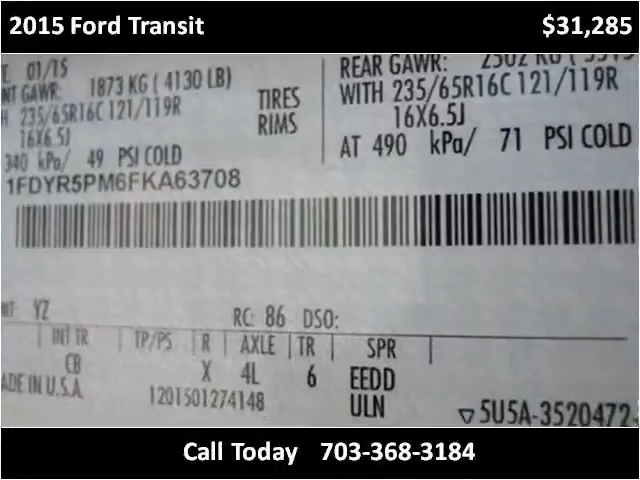 2015 Ford Transit $31,285
01/15
NT GAWR: 1873 KG ( 4130 LB)
H 235/65R16C 121/119R TIRES
16X6.5J RIMS
340 kPa/ 49 PSI COLD
REAR GAWR: 2502 KG
WITH 235/65R16C 121/119R
16X6.5J
AT 490 kPa/ 71 PSI COLD
1FDYR5PM6FKA63708
YZ RC: 86 DSO:
INT TR TP/PS R AXLE TR SPR
CB X 4L 6 EEDD
ADE IN U.S.A. 1201501274148 ULN
5U5A-3520472-
Call Today 703-368-3184